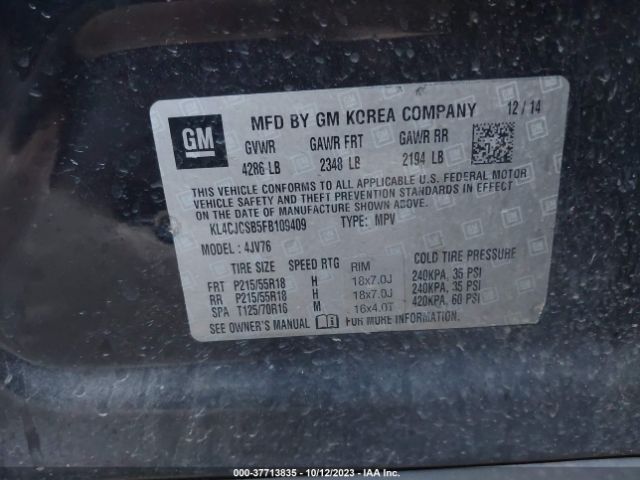 GM
MFD BY GM KOREA COMPANY 12/14
GVWR GAWR FRT GAWR RR
4286 LB 2348 LB 2194 LB
THIS VEHICLE CONFORMS TO ALL APPLICABLE U.S. FEDERAL MOTOR
VEHICLE SAFETY AND THEFT PREVENTION STANDARDS IN EFFECT
ON THE DATE OF MANUFACTURE SHOWN ABOVE.
KL4CJCSB5FB109409 TYPE: MPV
MODEL: 4JV76
TIRE SIZE SPEED RTG RIM COLD TIRE PRESSURE
FRT P215/55R18 H 18x7.0J 240KPA, 35 PSI
RR P215/55R18 H 18x7.0J 240KPA, 35 PSI
SPA T125/70R16 M 16x4.0T 420KPA, 60 PSI
SEE OWNER'S MANUAL FOR MORE INFORMATION.
000-37713835 - 10/12/2023 - IAA Inc.